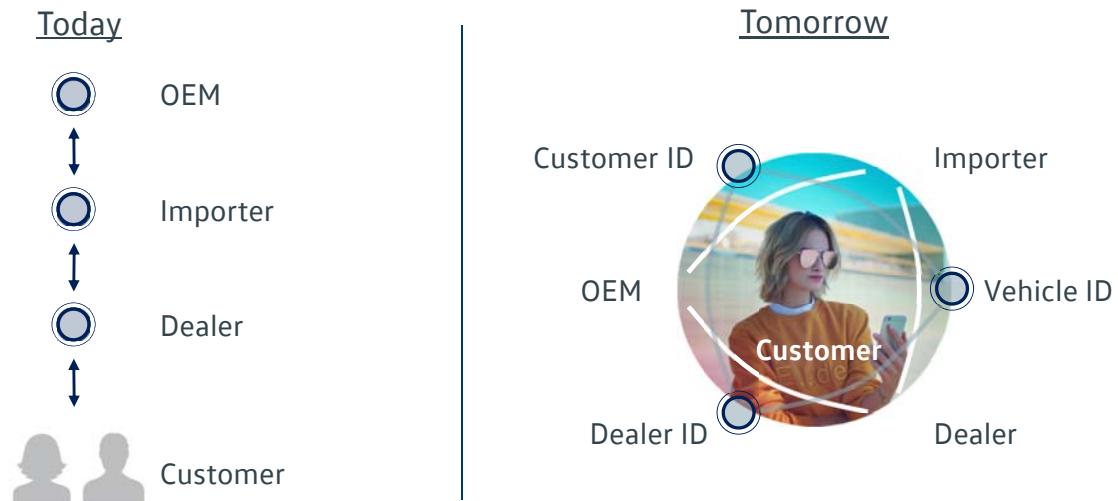 Today
OEM
Importer
Dealer
Customer
Tomorrow
Customer ID
Importer
OEM
Vehicle ID
Customer
Dealer ID
Dealer